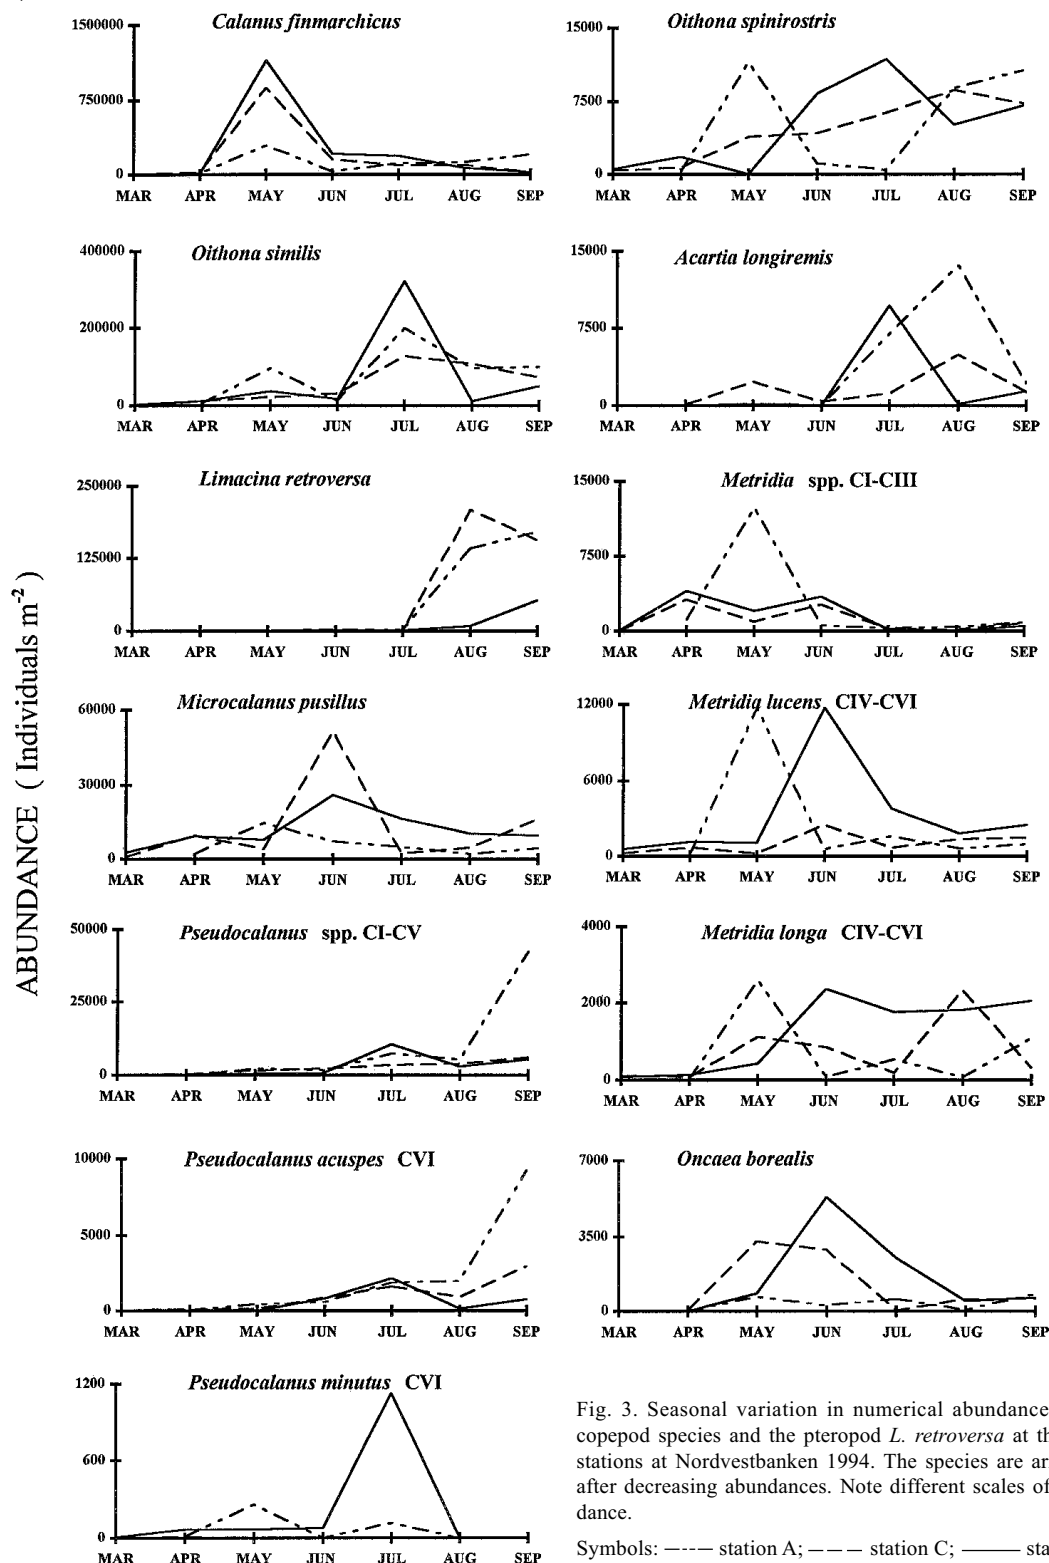 Calanus finmarchicus
1500000
750000
0
MAR APR MAY JUN JUL AUG SEP
Oithona spinirostris
15000
7500
0
MAR APR MAY JUN JUL AUG SEP
Oithona similis
400000
200000
0
MAR APR MAY JUN JUL AUG SEP
Acartia longiremis
15000
7500
0
MAR APR MAY JUN JUL AUG SEP
Limacina retroversa
250000
125000
0
MAR APR MAY JUN JUL AUG SEP
Metridia spp. CI-CIII
15000
7500
0
MAR APR MAY JUN JUL AUG SEP
ABUNDANCE ( Individuals m-2 )
Microcalanus pusillus
60000
30000
0
MAR APR MAY JUN JUL AUG SEP
Metridia lucens CIV-CVI
12000
6000
0
MAR APR MAY JUN JUL AUG SEP
Pseudocalanus spp. CI-CV
50000
25000
0
MAR APR MAY JUN JUL AUG SEP
Metridia longa CIV-CVI
4000
2000
0
MAR APR MAY JUN JUL AUG SEP
Pseudocalanus acuspes CVI
10000
5000
0
MAR APR MAY JUN JUL AUG SEP
Oncaea borealis
7000
3500
0
MAR APR MAY JUN JUL AUG SEP
Pseudocalanus minutus CVI
1200
600
0
MAR APR MAY JUN JUL AUG SEP
Fig. 3. Seasonal variation in numerical abundance
copepod species and the pteropod L. retroversa at th
stations at Nordvestbanken 1994. The species are ar
after decreasing abundances. Note different scales of
dance.
Symbols: station A; station C; sta